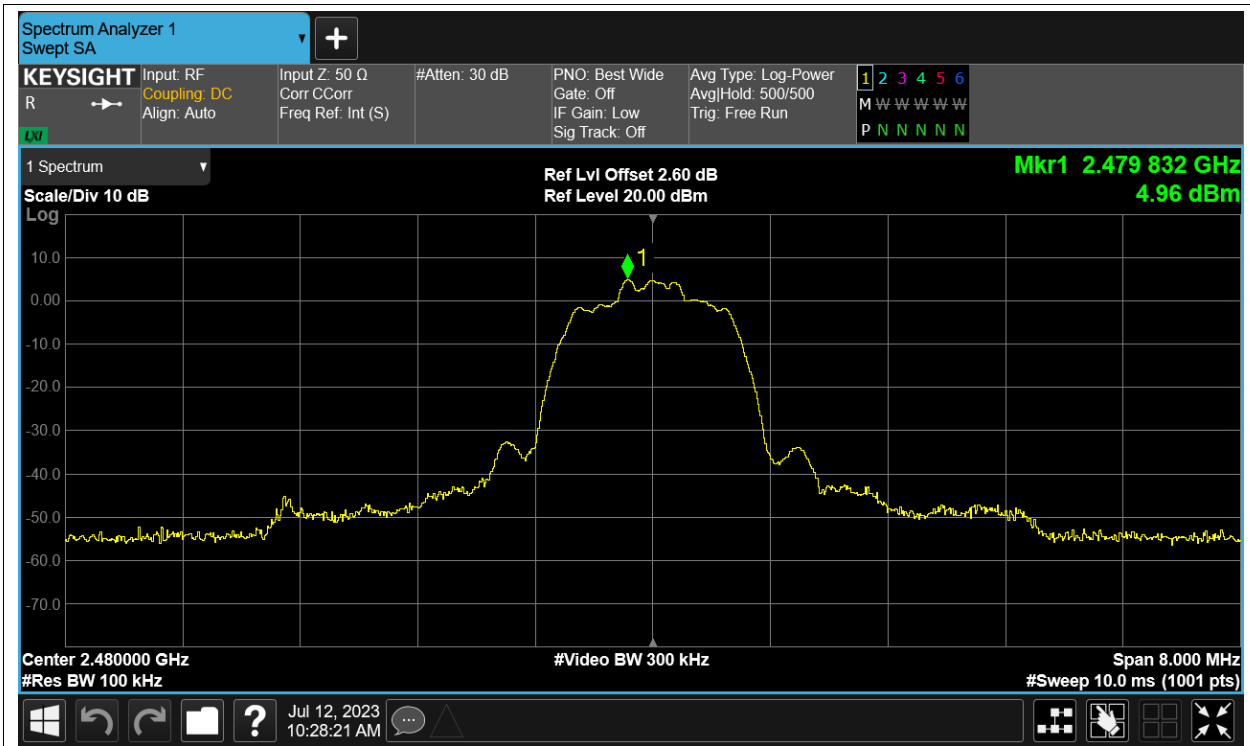 Spectrum Analyzer 1
Swept SA
KEYSIGHT
R
LXI
Input: RF
Coupling: DC
Align: Auto
Input Z: 50 Ω
Corr CCorr
Freq Ref: Int (S)
#Atten: 30 dB
PNO: Best Wide
Gate: Off
IF Gain: Low
Sig Track: Off
Avg Type: Log-Power
Avg|Hold: 500/500
Trig: Free Run
1 2 3 4 5 6
M W W W W W
P N N N N N
1 Spectrum
Scale/Div 10 dB
Log
Ref Lvl Offset 2.60 dB
Ref Level 20.00 dBm
Mkr1 2.479 832 GHz
4.96 dBm
1
10.0
0.00
-10.0
-20.0
-30.0
-40.0
-50.0
-60.0
-70.0
Center 2.480000 GHz
#Video BW 300 kHz
Span 8.000 MHz
#Res BW 100 kHz
#Sweep 10.0 ms (1001 pts)
?
Jul 12, 2023
10:28:21 AM